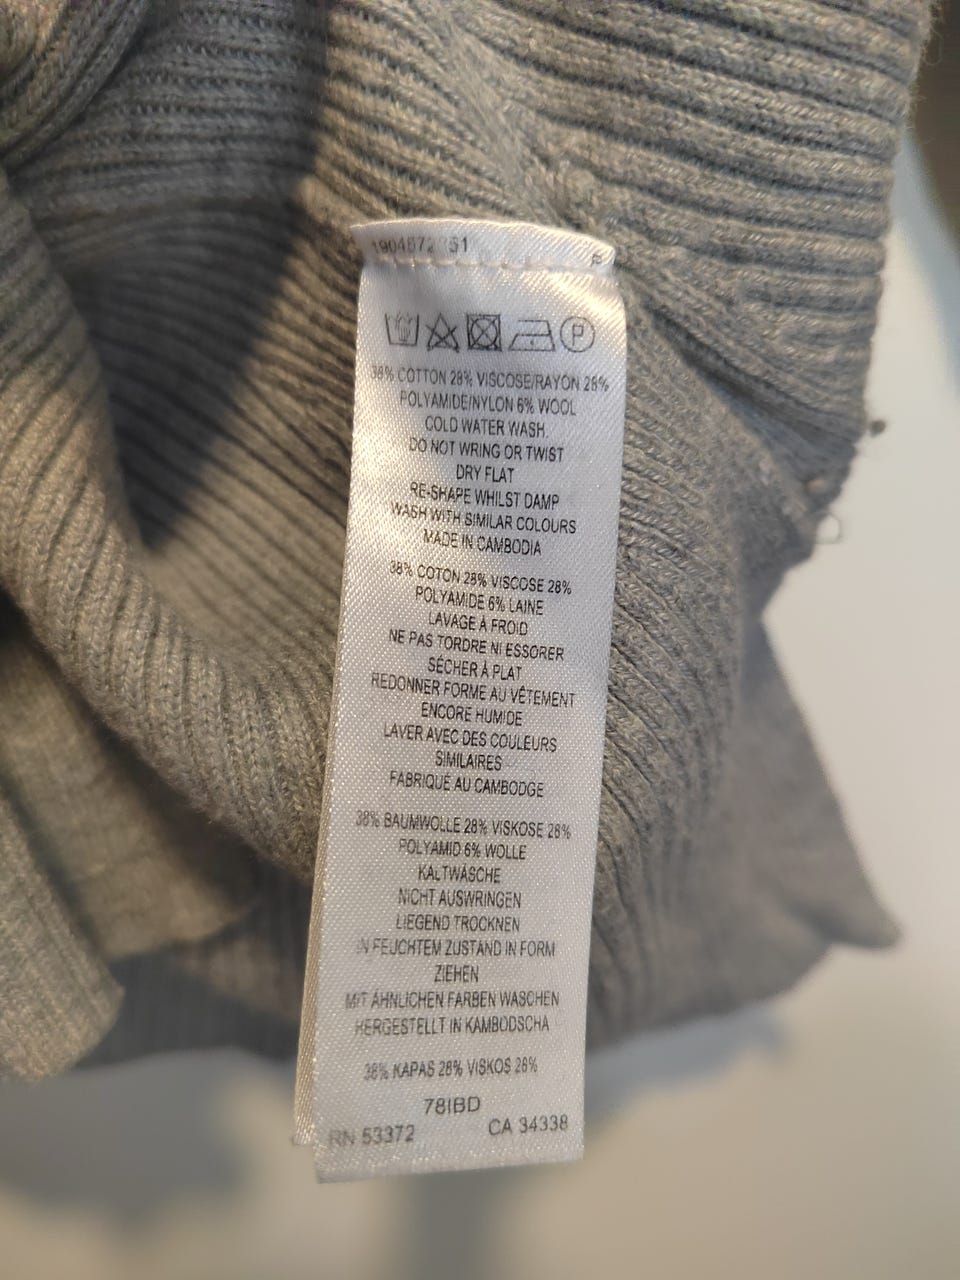 38% COTTON 28% VISCOSE/RAYON 28%
POLYAMIDE/NYLON 6% WOOL
COLD WATER WASH.
DO NOT WRING OR TWIST
DRY FLAT
RE-SHAPE WHILST DAMP
WASH WITH SIMILAR COLOURS
MADE IN CAMBODIA
38% COTON 28% VISCOSE 28%
POLYAMIDE 6% LAINE
LAVAGE À FROID
NE PAS TORDRE NI ESSORER
SÉCHER À PLAT
REDONNER FORME AU VÊTEMENT
ENCORE HUMIDE
LAVER AVEC DES COULEURS
SIMILAIRES
FABRIQUÉ AU CAMBODGE
38% BAUMWOLLE 28% VISKOSE 28%
POLYAMID 6% WOLLE
KALTWÄSCHE
NICHT AUSWRINGEN
LIEGEND TROCKNEN
IN FEUCHTEM ZUSTAND IN FORM
ZIEHEN
MIT ÄHNLICHEN FARBEN WASCHEN
HERGESTELLT IN KAMBODSCHA
38% KAPAS 28% VISKOS 28%
78IBD
RN 53372 CA 34338